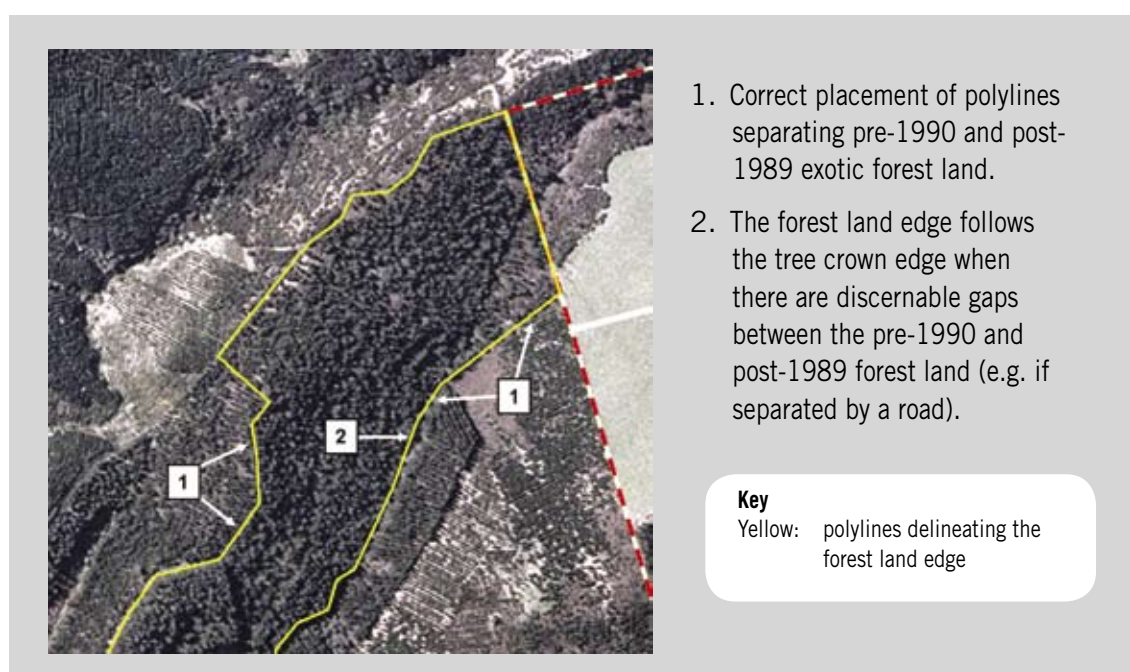 1
2
1
1. Correct placement of polylines
separating pre-1990 and post-
1989 exotic forest land.
2. The forest land edge follows
the tree crown edge when
there are discernable gaps
between the pre-1990 and
post-1989 forest land (e.g. if
separated by a road).
Key
Yellow: polylines delineating the
forest land edge